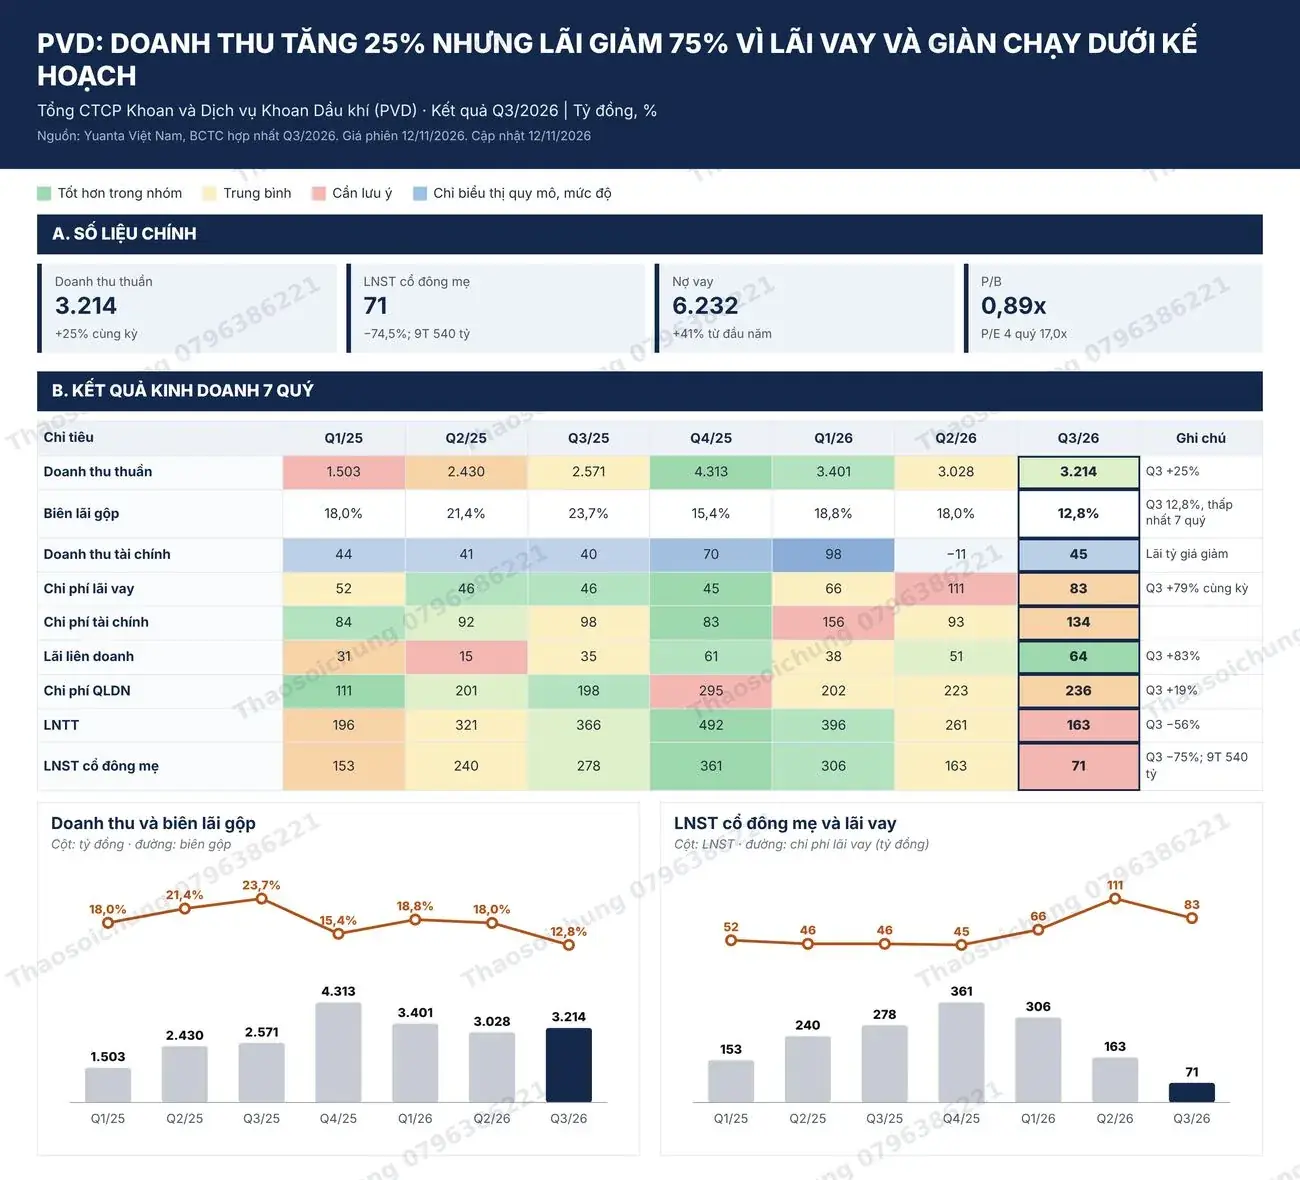 PVD: DOANH THU TĂNG 25% NHƯNG LÃI GIẢM 75% VÌ LÃI VAY VÀ GIÀN CHẠY DƯỚI KẾ
HOẠCH
Tổng CTCP Khoan và Dịch vụ Khoan Dầu khí (PVD) · Kết quả Q3/2026 | Tỷ đồng, %
Nguồn: Yuanta Việt Nam, BCTC hợp nhất Q3/2026. Giá phiên 12/11/2026. Cập nhật 12/11/2026
Tốt hơn trong nhóm Trung bình Cần lưu ý Chỉ biểu thị quy mô, mức độ
A. SỐ LIỆU CHÍNH
Doanh thu thuần LNST cổ đông mẹ Nợ vay P/B
3.214 71 6.232 0,89x
+25% cùng kỳ −74,5%; 9T 540 tỷ +41% từ đầu năm P/E 4 quý 17,0x
B. KẾT QUẢ KINH DOANH 7 QUÝ
Chỉ tiêu Q1/25 Q2/25 Q3/25 Q4/25 Q1/26 Q2/26 Q3/26 Ghi chú
Doanh thu thuần 1.503 2.430 2.571 4.313 3.401 3.028 3.214 Q3 +25%
Biên lãi gộp 18,0% 21,4% 23,7% 15,4% 18,8% 18,0% 12,8% Q3 12,8%, thấp
nhất 7 quý
Doanh thu tài chính 44 41 40 70 98 −11 45 Lãi tỷ giá giảm
Chi phí lãi vay 52 46 46 45 66 111 83 Q3 +79% cùng kỳ
Chi phí tài chính 84 92 98 83 156 93 134
Lãi liên doanh 31 15 35 61 38 51 64 Q3 +83%
Chi phí QLDN 111 201 198 295 202 223 236 Q3 +19%
LNTT 196 321 366 492 396 261 163 Q3 −56%
LNST cổ đông mẹ 153 240 278 361 306 163 71 Q3 −75%; 9T 540
tỷ
Doanh thu và biên lãi gộp
Cột: tỷ đồng · đường: biên gộp
18,0% 21,4% 23,7% 15,4% 18,8% 18,0% 12,8%
1.503 2.430 2.571 4.313 3.401 3.028 3.214
Q1/25 Q2/25 Q3/25 Q4/25 Q1/26 Q2/26 Q3/26
LNST cổ đông mẹ và lãi vay
Cột: LNST · đường: chi phí lãi vay (tỷ đồng)
52 46 46 45 66 111 83
153 240 278 361 306 163 71
Q1/25 Q2/25 Q3/25 Q4/25 Q1/26 Q2/26 Q3/26
Thaosoichung 0796386221